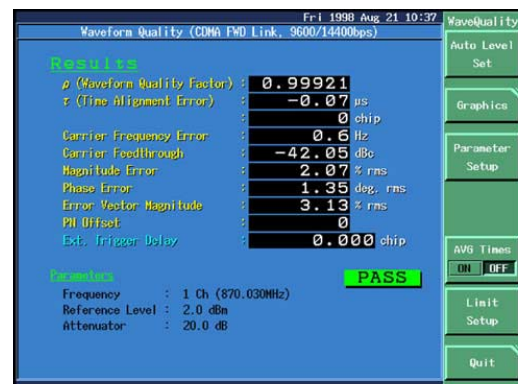 Fri 1998 Aug 21 10:37
Waveform Quality (CDMA FWD Link, 9600/14400bps)
Results
ρ (Waveform Quality Factor) : 0.99921
τ (Time Alignment Error) : -0.07 μs
: 0 chip
Carrier Frequency Error : 0.6 Hz
Carrier Feedthrough : -42.05 dBc
Magnitude Error : 2.07 % rms
Phase Error : 1.35 deg. rms
Error Vector Magnitude : 3.13 % rms
PN Offset : 0
Ext. Trigger Delay : 0.000 chip
PASS
Parameters
Frequency : 1 Ch (870.030MHz)
Reference Level : 2.0 dBm
Attenuator : 20.0 dB
WaveQuality
Auto Level
Set
Graphics
Parameter
Setup
AVG Times
ON OFF
Limit
Setup
Quit